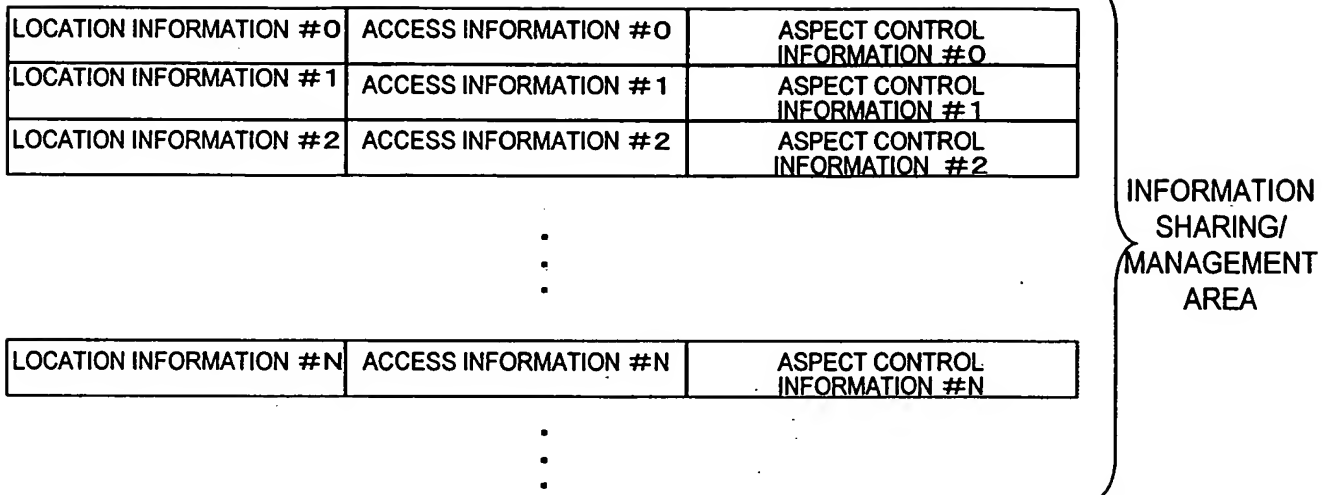 LOCATION INFORMATION #0 ACCESS INFORMATION #0 ASPECT CONTROL
INFORMATION #0
LOCATION INFORMATION #1 ACCESS INFORMATION #1 ASPECT CONTROL
INFORMATION #1
LOCATION INFORMATION #2 ACCESS INFORMATION #2 ASPECT CONTROL
INFORMATION #2
INFORMATION
SHARING/
MANAGEMENT
AREA
LOCATION INFORMATION #N ACCESS INFORMATION #N ASPECT CONTROL
INFORMATION #N